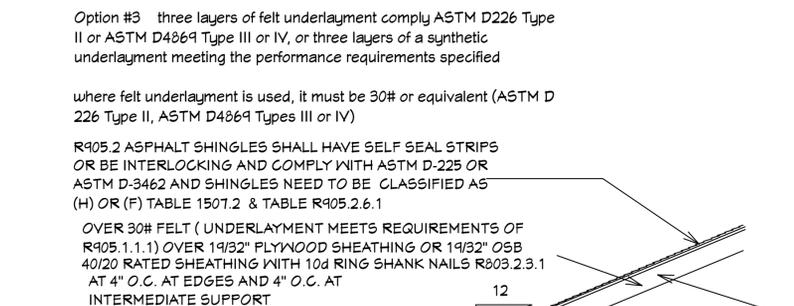 Option #3 three layers of felt underlayment comply ASTM D226 Type
II or ASTM D4869 Type III or IV, or three layers of a synthetic
underlayment meeting the performance requirements specified
where felt underlayment is used, it must be 30# or equivalent (ASTM D
226 Type II, ASTM D4869 Types III or IV)
R905.2 ASPHALT SHINGLES SHALL HAVE SELF SEAL STRIPS
OR BE INTERLOCKING AND COMPLY WITH ASTM D-225 OR
ASTM D-3462 AND SHINGLES NEED TO BE CLASSIFIED AS
(H) OR (F) TABLE 1507.2 & TABLE R905.2.6.1
OVER 30# FELT ( UNDERLAYMENT MEETS REQUIREMENTS OF
R905.1.1.1) OVER 19/32" PLYWOOD SHEATHING OR 19/32" OSB
40/20 RATED SHEATHING WITH 10d RING SHANK NAILS R803.2.3.1
AT 4" O.C. AT EDGES AND 4" O.C. AT
INTERMEDIATE SUPPORT
12